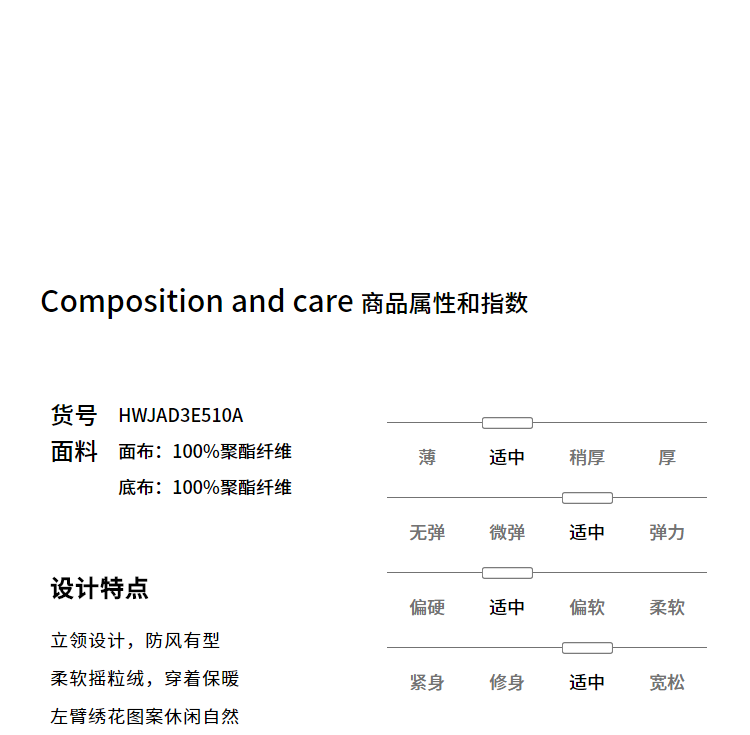 Composition and care 商品属性和指数
货号 HWJAD3E510A
面料 面布：100%聚酯纤维
底布：100%聚酯纤维
薄 适中 稍厚 厚
无弹 微弹 适中 弹力
偏硬 适中 偏软 柔软
紧身 修身 适中 宽松
设计特点
立领设计，防风有型
柔软摇粒绒，穿着保暖
左臂绣花图案休闲自然